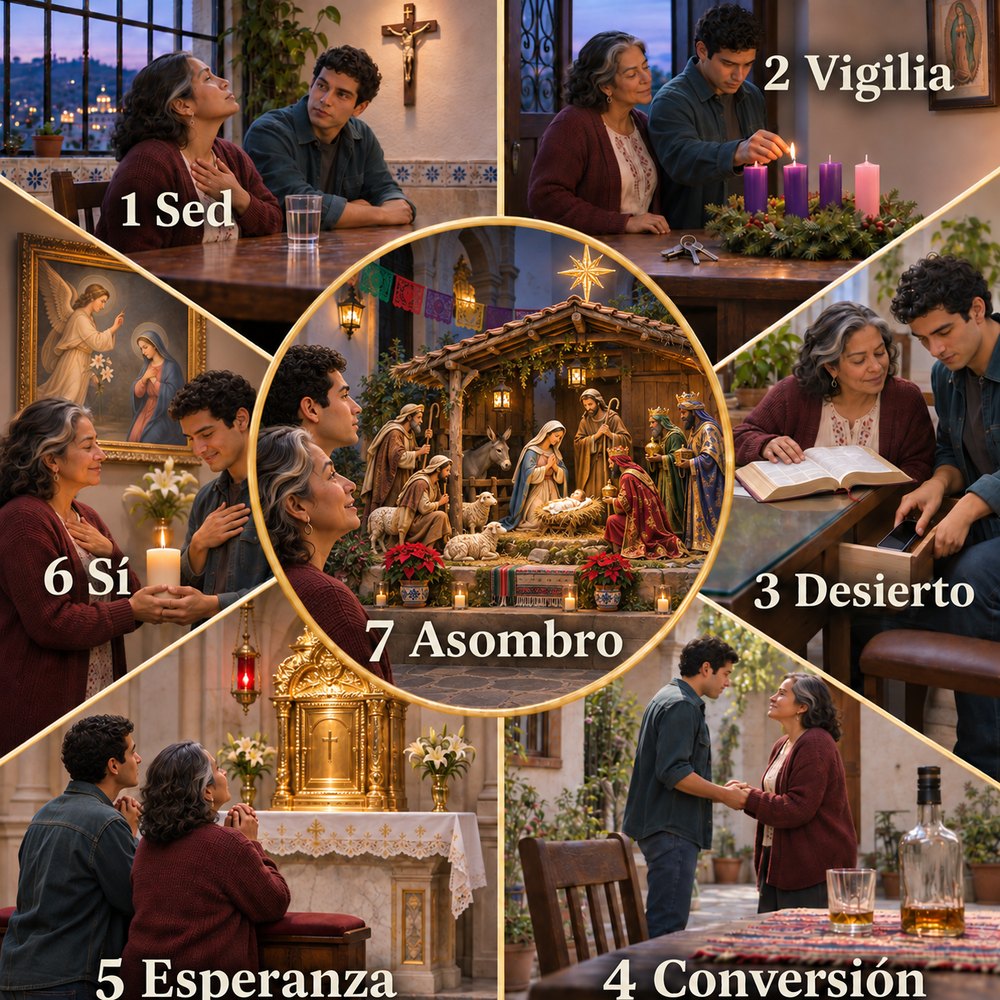 1 Sed
2 Vigilia
3 Desierto
4 Conversión
5 Esperanza
6 Sí
7 Asombro